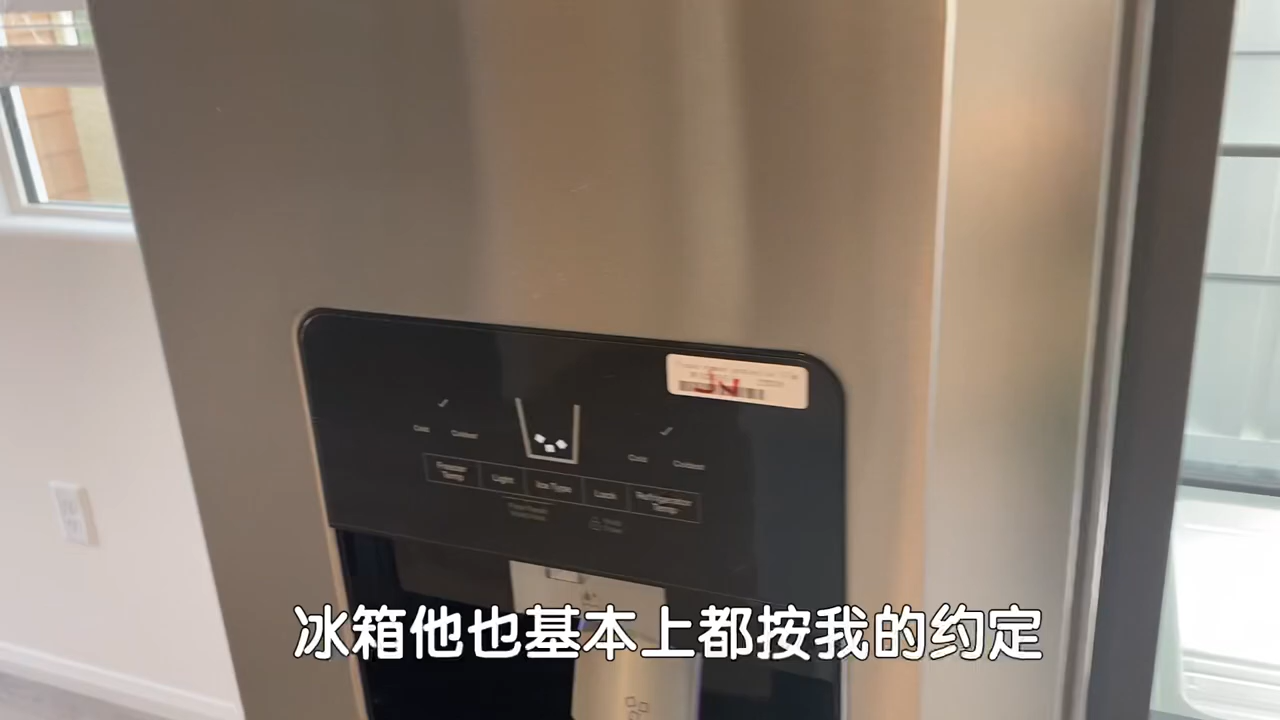 JN
Cold
Coldest
Cold
Coldest
Freezer
Temp
Light
Ice Type
Lock
Refrigerator
Temp
冰箱他也基本上都按我的约定